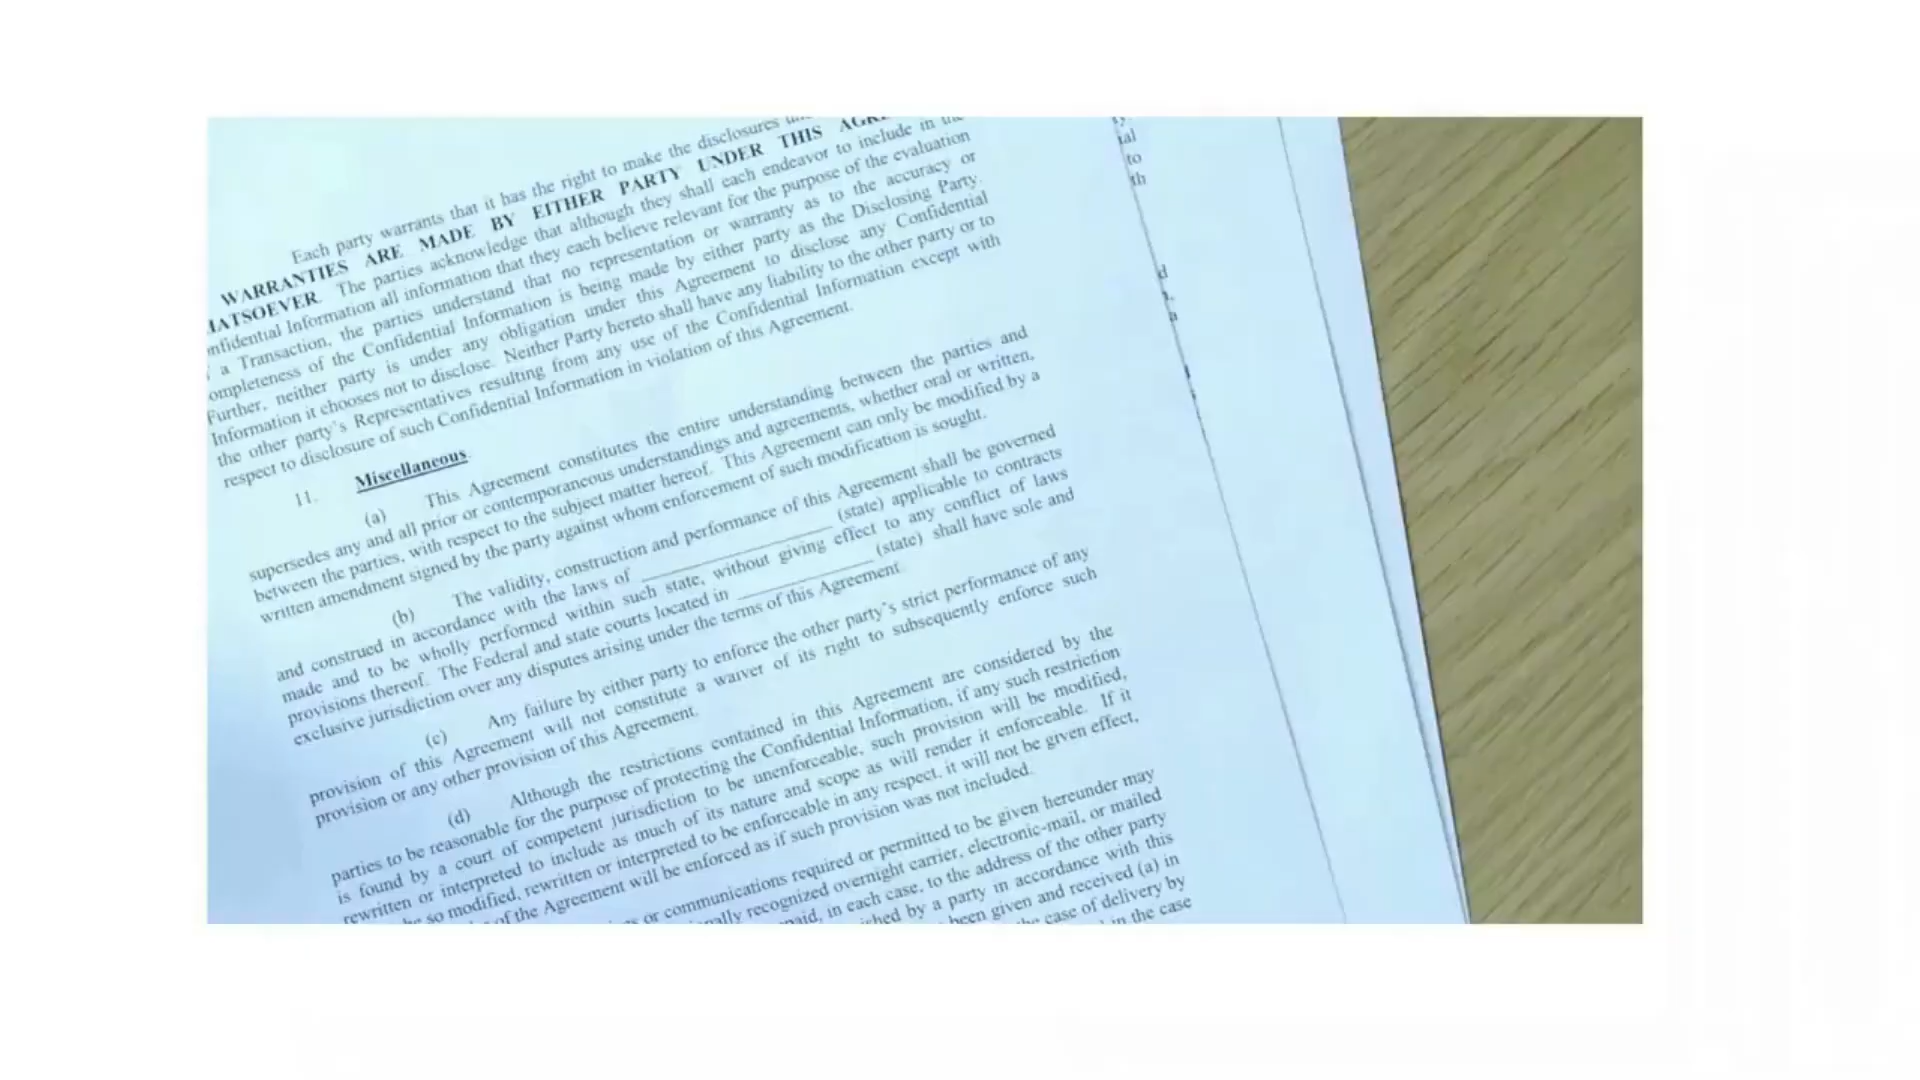 Each party warrants that it has the right to make the disclosures
WARRANTIES ARE MADE BY EITHER PARTY UNDER THIS
The parties acknowledge that although they shall each endeavor to include in
Information all information that they each believe relevant for the purpose of the evaluation
a Transaction, the parties understand that no representation or warranty as to the accuracy or
of the Confidential Information is being made by either party as the Disclosing Party.
Further, neither party is under any obligation under this Agreement to disclose any Confidential
Information it chooses not to disclose. Neither Party hereto shall have any liability to the other party or to
the other party's Representatives resulting from any use of the Confidential Information except with
respect to disclosure of such Confidential Information in violation of this Agreement.
11. Miscellaneous.
(a) This Agreement constitutes the entire understanding between the parties and
supersedes any and all prior or contemporaneous understandings and agreements, whether oral or written,
between the parties, with respect to the subject matter hereof. This Agreement can only be modified by a
written amendment signed by the party against whom enforcement of such modification is sought.
(b) The validity, construction and performance of this Agreement shall be governed
and construed in accordance with the laws of ____________ (state) applicable to contracts
made and to be wholly performed within such state, without giving effect to any conflict of laws
provisions thereof. The Federal and state courts located in ____________ (state) shall have sole and
exclusive jurisdiction over any disputes arising under the terms of this Agreement.
(c) Any failure by either party to enforce the other party's strict performance of any
provision of this Agreement will not constitute a waiver of its right to subsequently enforce such
provision or any other provision of this Agreement.
(d) Although the restrictions contained in this Agreement are considered by the
parties to be reasonable for the purpose of protecting the Confidential Information, if any such restriction
is found by a court of competent jurisdiction to be unenforceable, such provision will be modified,
rewritten or interpreted to include as much of its nature and scope as will render it enforceable. If it
so modified, rewritten or interpreted to be enforceable in any respect, it will not be given effect,
of the Agreement will be enforced as if such provision was not included.
or communications required or permitted to be given hereunder may
recognized overnight carrier, electronic-mail, or mailed
in each case, to the address of the other party
by a party in accordance with this
been given and received (a) in
case of delivery by
in the case
to